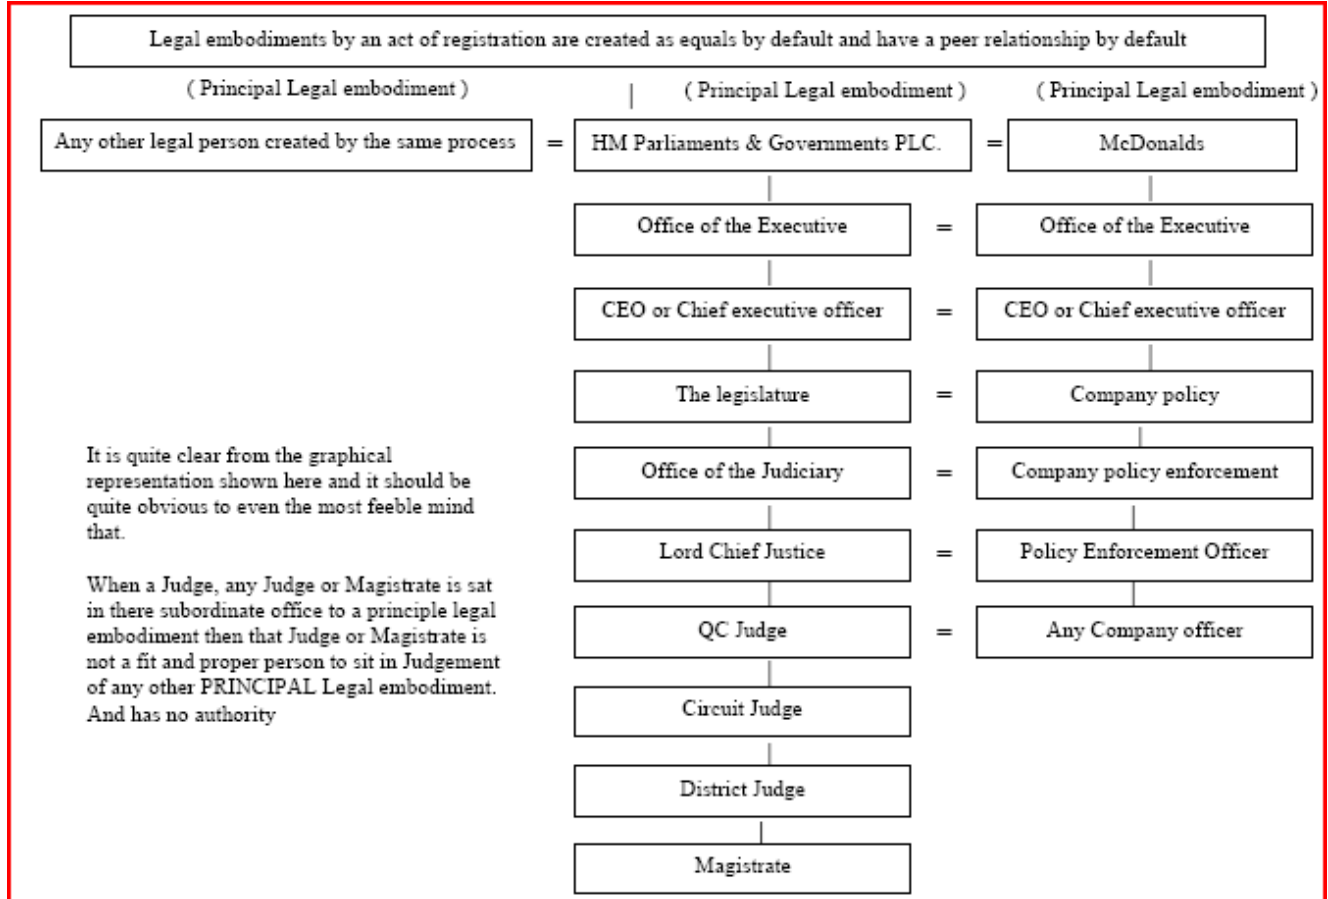 Legal embodiments by an act of registration are created as equals by default and have a peer relationship by default
( Principal Legal embodiment )
( Principal Legal embodiment )
( Principal Legal embodiment )
Any other legal person created by the same process = HM Parliaments & Governments PLC. = McDonalds
Office of the Executive = Office of the Executive
CEO or Chief executive officer = CEO or Chief executive officer
The legislature = Company policy
Office of the Judiciary = Company policy enforcement
Lord Chief Justice = Policy Enforcement Officer
QC Judge = Any Company officer
Circuit Judge
District Judge
Magistrate
It is quite clear from the graphical
representation shown here and it should be
quite obvious to even the most feeble mind
that.
When a Judge, any Judge or Magistrate is sat
in there subordinate office to a principle legal
embodiment then that Judge or Magistrate is
not a fit and proper person to sit in Judgement
of any other PRINCIPAL Legal embodiment.
And has no authority